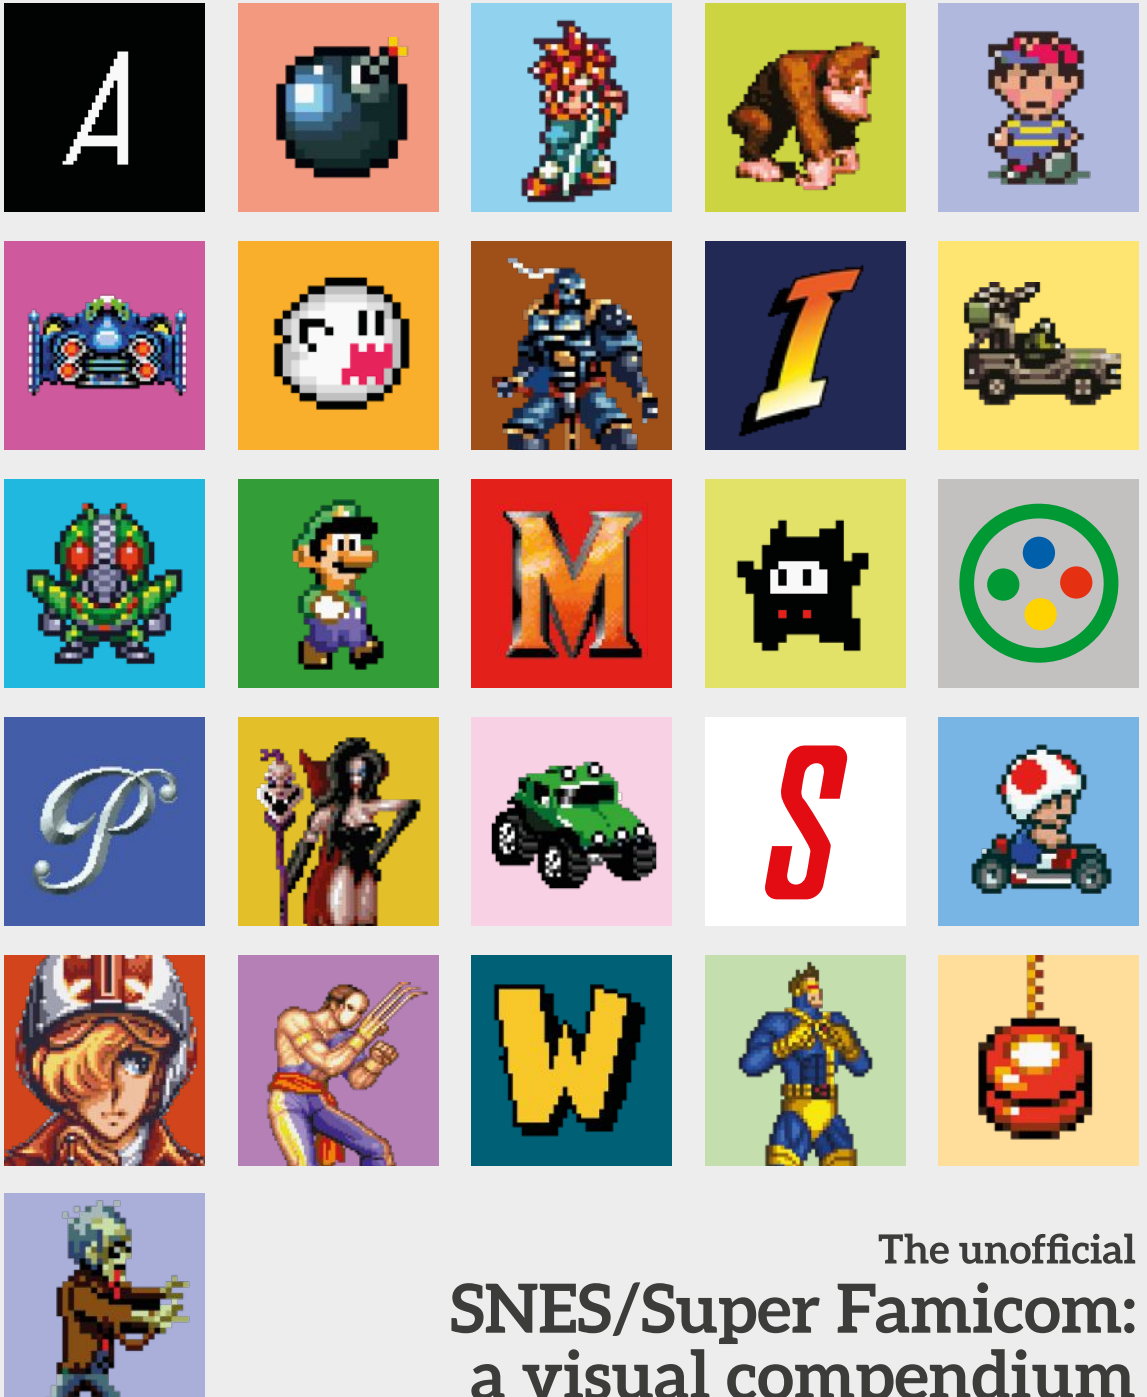 A
I
M
P
S
W
The unofficial
SNES/Super Famicom:
a visual compendium